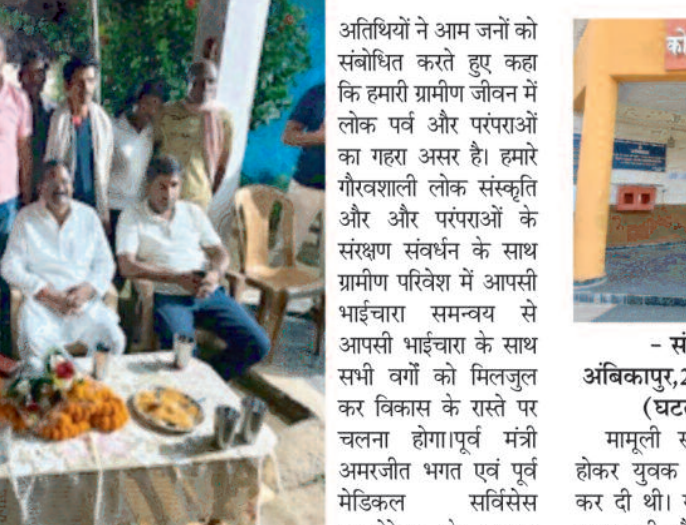 अतिथियों ने आम जनों को
संबोधित करते हुए कहा
कि हमारी ग्रामीण जीवन में
लोक पर्व और परंपराओं
का गहरा असर है। हमारे
गौरवशाली लोक संस्कृति
और और परंपराओं के
संरक्षण संवर्धन के साथ
ग्रामीण परिवेश में आपसी
भाईचारा समन्वय से
आपसी भाईचारा के साथ
सभी वर्गों को मिलजुल
कर विकास के रास्ते पर
चलना होगा।पूर्व मंत्री
अमरजीत भगत एवं पूर्व
मेडिकल सर्विसेस
को
अंबिकापुर,2
मामूली
होकर युवक
कर दी थी।